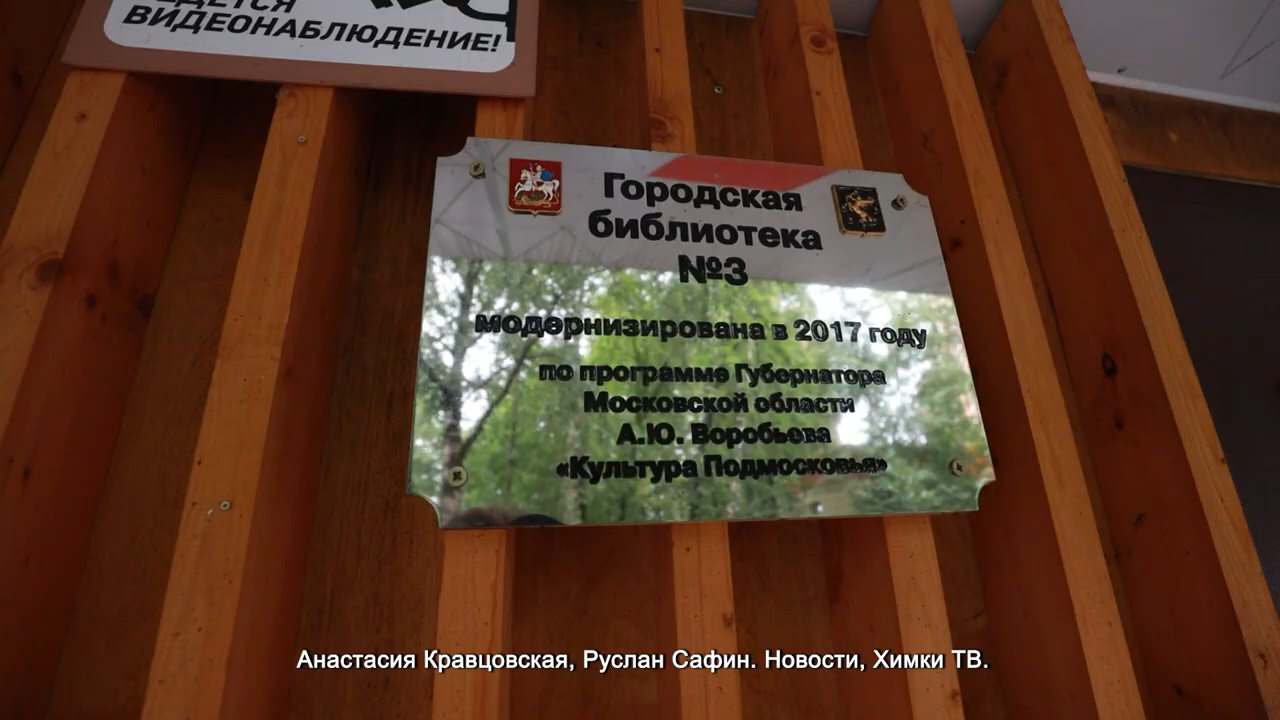 ВИДЕОНАБЛЮДЕНИЕ!
Городская
библиотека
№3
модернизирована в 2017 году
по программе Губернатора
Московской области
А.Ю. Воробьёва
«Культура Подмосковья»
Анастасия Кравцовская, Руслан Сафин. Новости, Химки ТВ.